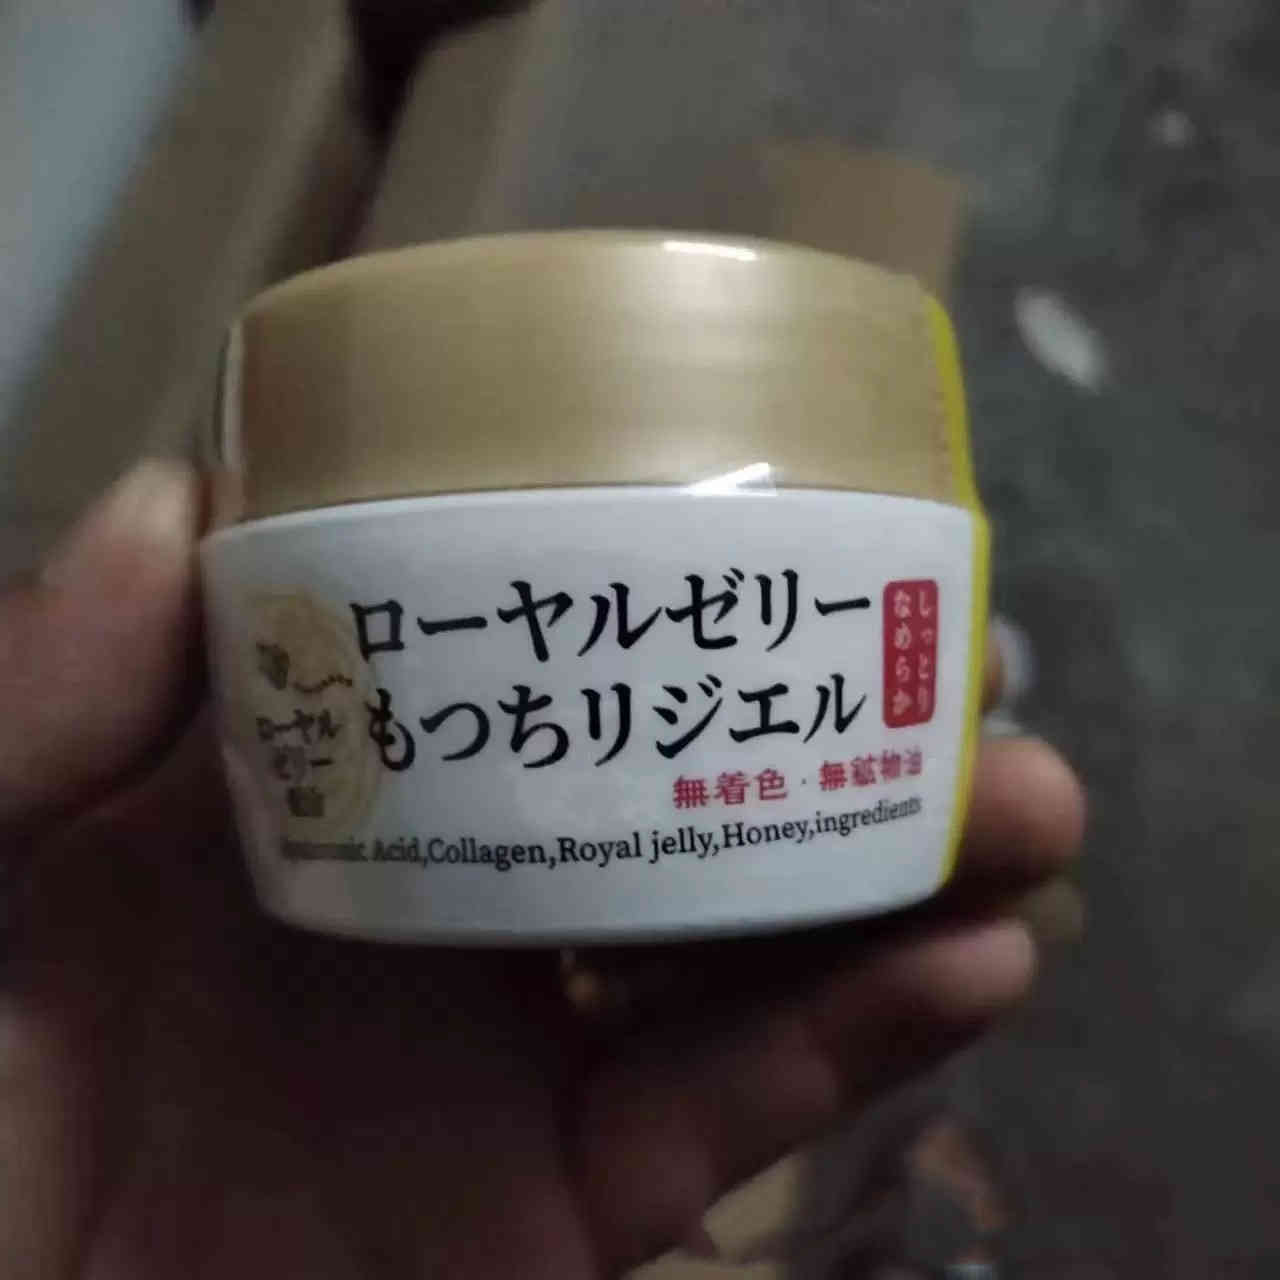 ローヤルゼリー
もつちリジエル
しっとり
なめらか
無着色・無鉱物油
ローヤル
ゼリー
Acid,Collagen,Royal jelly,Honey,ingredients